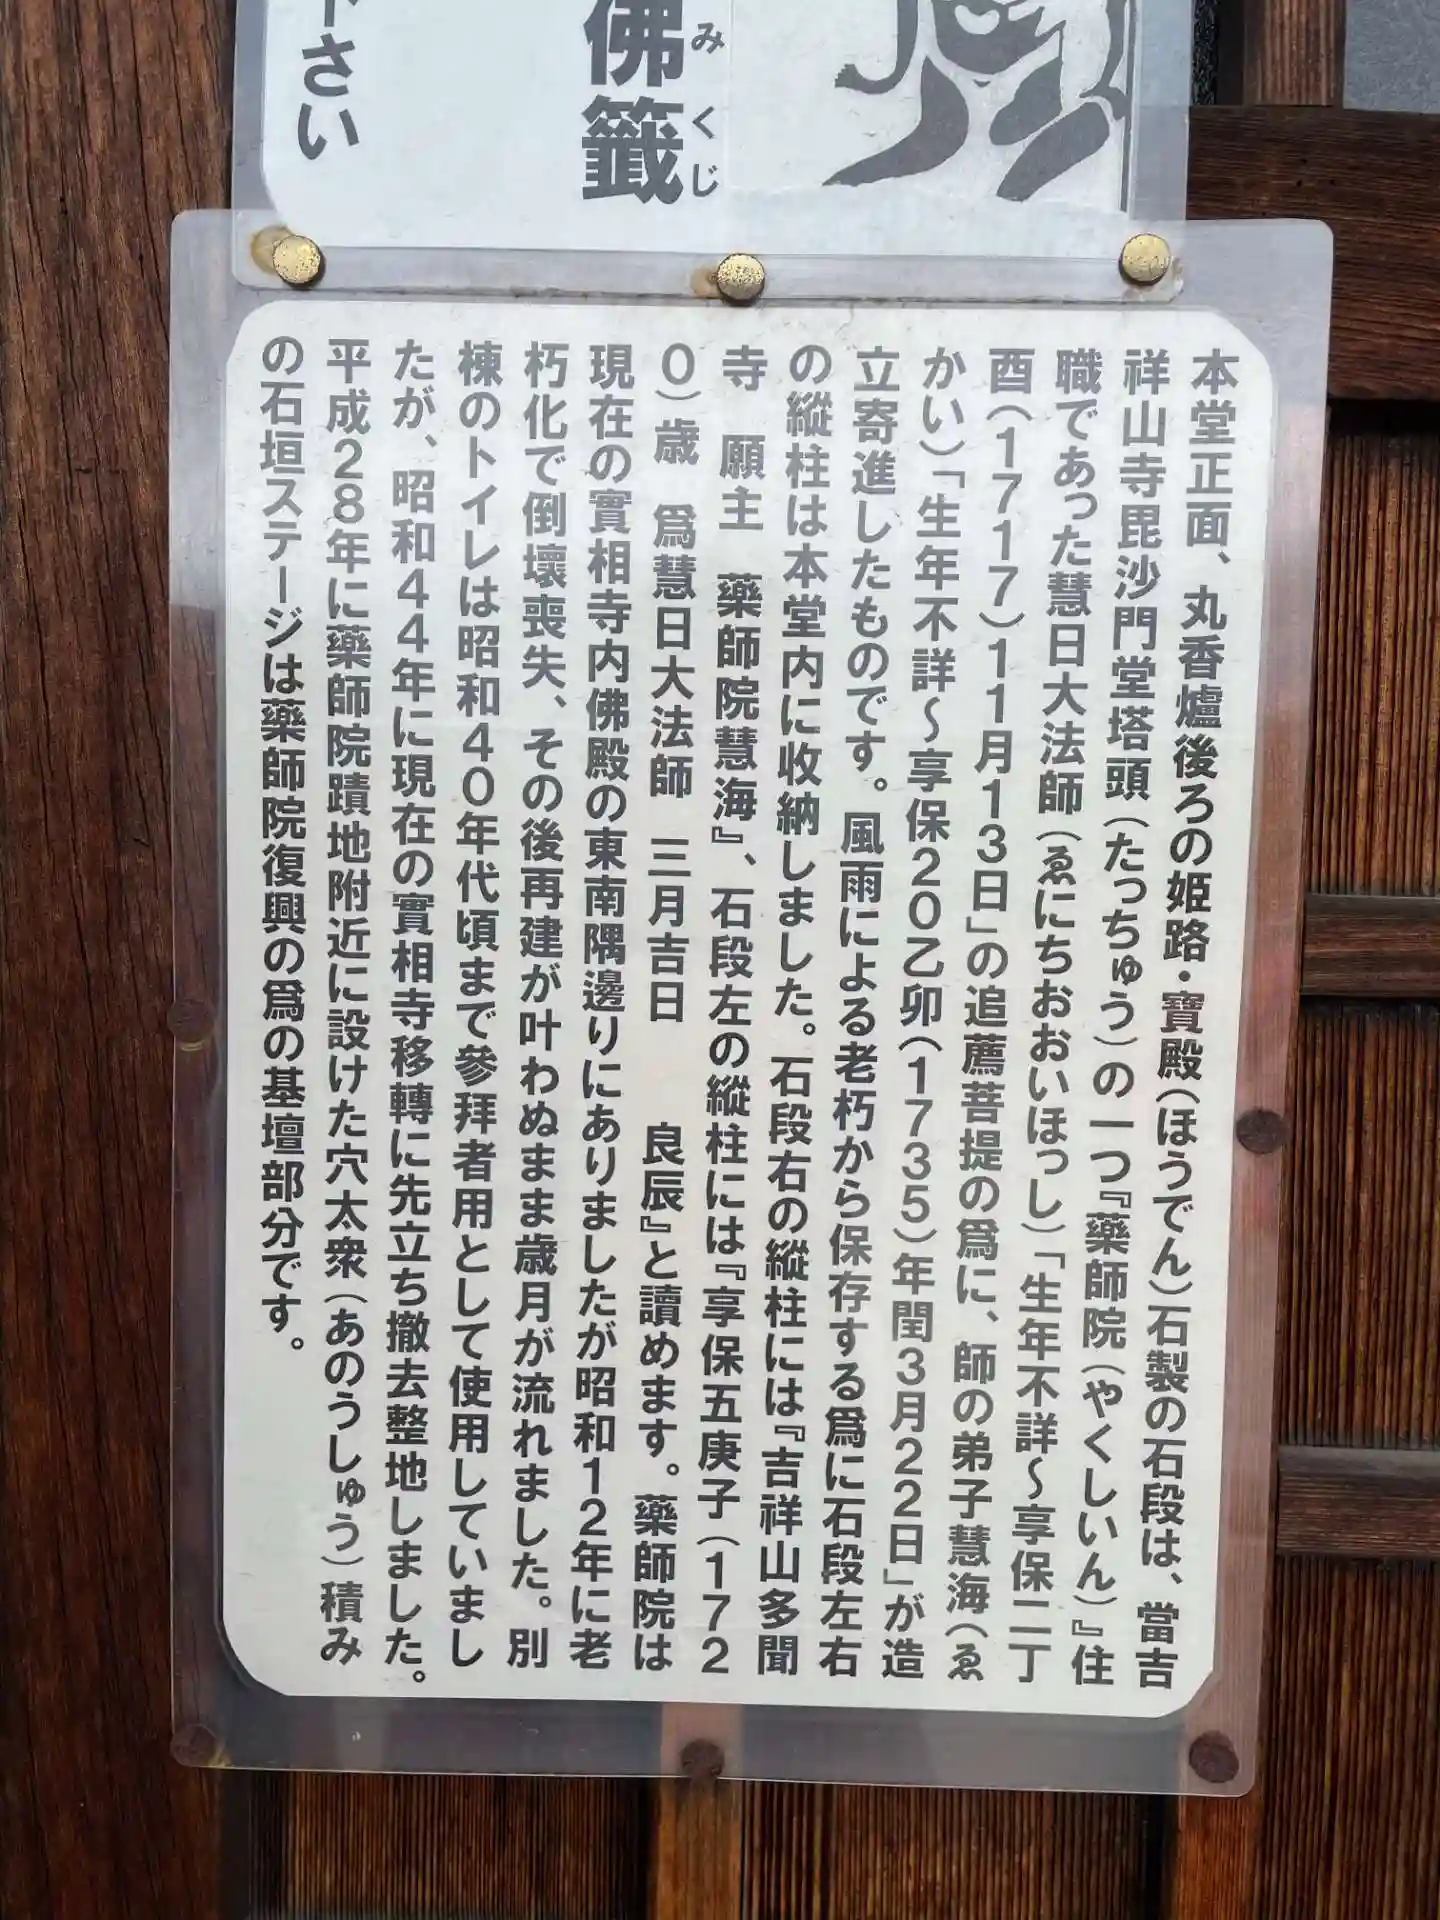 みくじ
佛籤
下さい
本堂正面、丸香爐後ろの姫路・寶殿(ほうでん)石製の石段は、當吉
祥山寺毘沙門堂塔頭(たっちゅう)の一つ『藥師院(やくしいん)』住
職であった慧日大法師(ゑにちおおいほっし)「生年不詳～享保二丁
酉(1717)11月13日」の追薦菩提の爲に、師の弟子慧海(ゑ
かい)「生年不詳～享保20乙卯(1735)年閏3月22日」が造
立寄進したものです。風雨による老朽から保存する爲に石段左右
の縱柱は本堂内に收納しました。石段右の縱柱には『吉祥山多聞
寺　願主　藥師院慧海』、石段左の縱柱には『享保五庚子(172
0)歳　爲慧日大法師　三月吉日　　良辰』と讀めます。藥師院は
現在の實相寺内佛殿の東南隅邊りにありましたが昭和12年に老
朽化で倒壞喪失、その後再建が叶わぬまま歳月が流れました。別
棟のトイレは昭和40年代頃まで參拜者用として使用していまし
たが、昭和44年に現在の實相寺移轉に先立ち撤去整地しました。
平成28年に藥師院蹟地附近に設けた穴太衆(あのうしゅう)積み
の石垣ステージは藥師院復興の爲の基壇部分です。